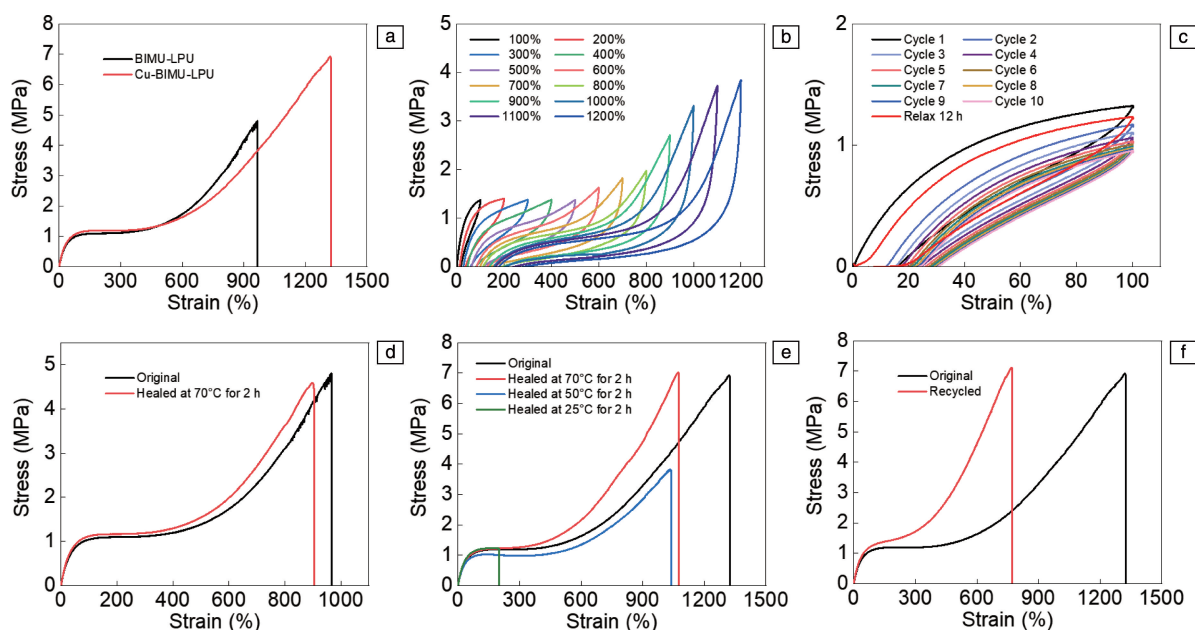 a
Stress (MPa)
8
7
6
5
4
3
2
1
0
BIMU-LPU
Cu-BIMU-LPU
0 300 600 900 1200 1500
Strain (%)
b
Stress (MPa)
5
4
3
2
1
0
100% 200%
300% 400%
500% 600%
700% 800%
900% 1000%
1100% 1200%
0 200 400 600 800 1000 1200
Strain (%)
c
Stress (MPa)
2
1
0
Cycle 1 Cycle 2
Cycle 3 Cycle 4
Cycle 5 Cycle 6
Cycle 7 Cycle 8
Cycle 9 Cycle 10
Relax 12 h
0 20 40 60 80 100
Strain (%)
d
Stress (MPa)
5
4
3
2
1
0
Original
Healed at 70°C for 2 h
0 200 400 600 800 1000
Strain (%)
e
Stress (MPa)
8
7
6
5
4
3
2
1
0
Original
Healed at 70°C for 2 h
Healed at 50°C for 2 h
Healed at 25°C for 2 h
0 300 600 900 1200 1500
Strain (%)
f
Stress (MPa)
8
7
6
5
4
3
2
1
0
Original
Recycled
0 300 600 900 1200 1500
Strain (%)